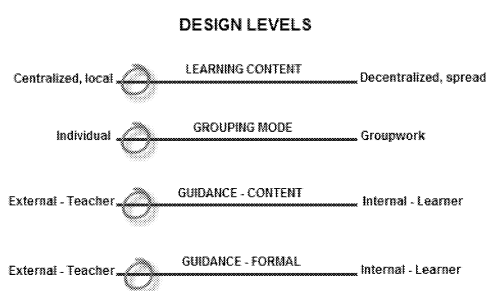 DESIGN LEVELS
LEARNING CONTENT
Centralized, local
Decentralized, spread
GROUPING MODE
Individual
Groupwork
GUIDANCE - CONTENT
External - Teacher
Internal - Learner
GUIDANCE - FORMAL
External - Teacher
Internal - Learner